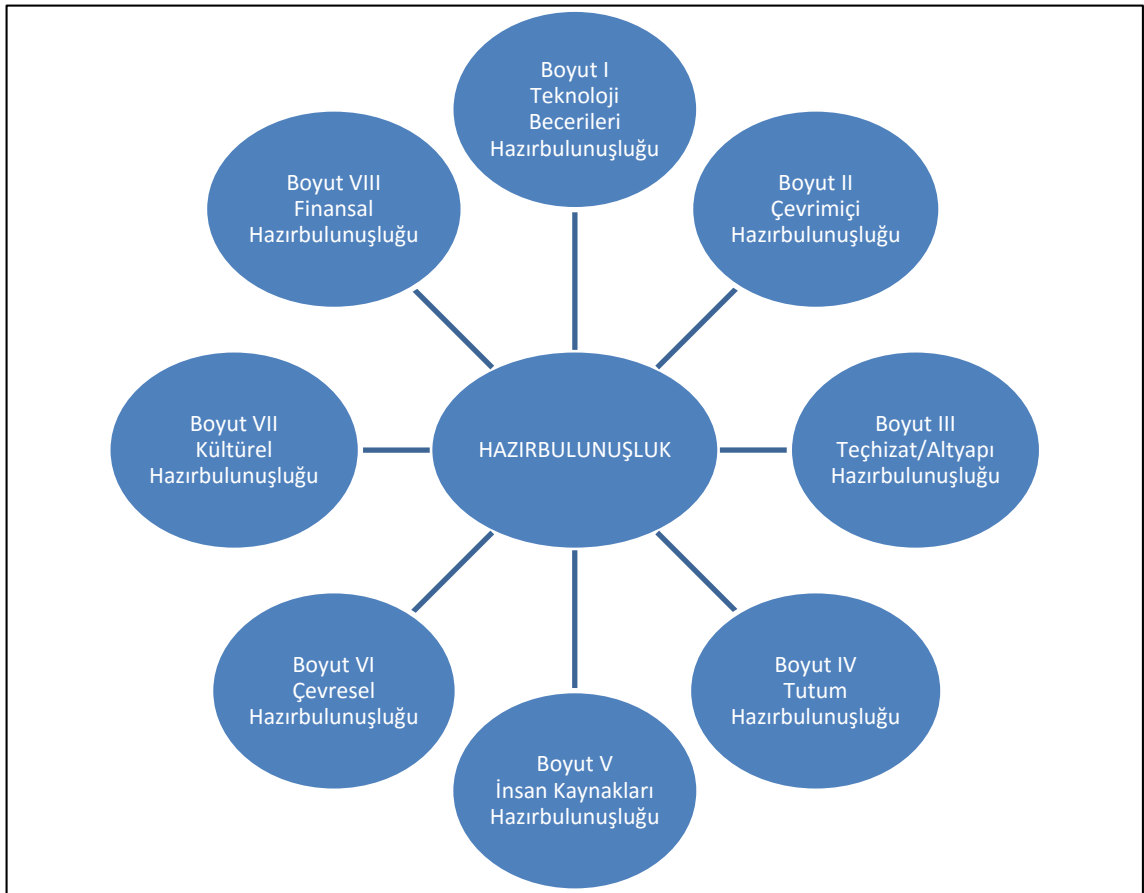 Boyut I
Teknoloji
Becerileri
Hazırbulunuşluğu
Boyut II
Çevrimiçi
Hazırbulunuşluğu
Boyut III
Teçhizat/Altyapı
Hazırbulunuşluğu
Boyut IV
Tutum
Hazırbulunuşluğu
Boyut V
İnsan Kaynakları
Hazırbulunuşluğu
Boyut VI
Çevresel
Hazırbulunuşluğu
Boyut VII
Kültürel
Hazırbulunuşluğu
Boyut VIII
Finansal
Hazırbulunuşluğu
HAZIRBULUNUŞLUK